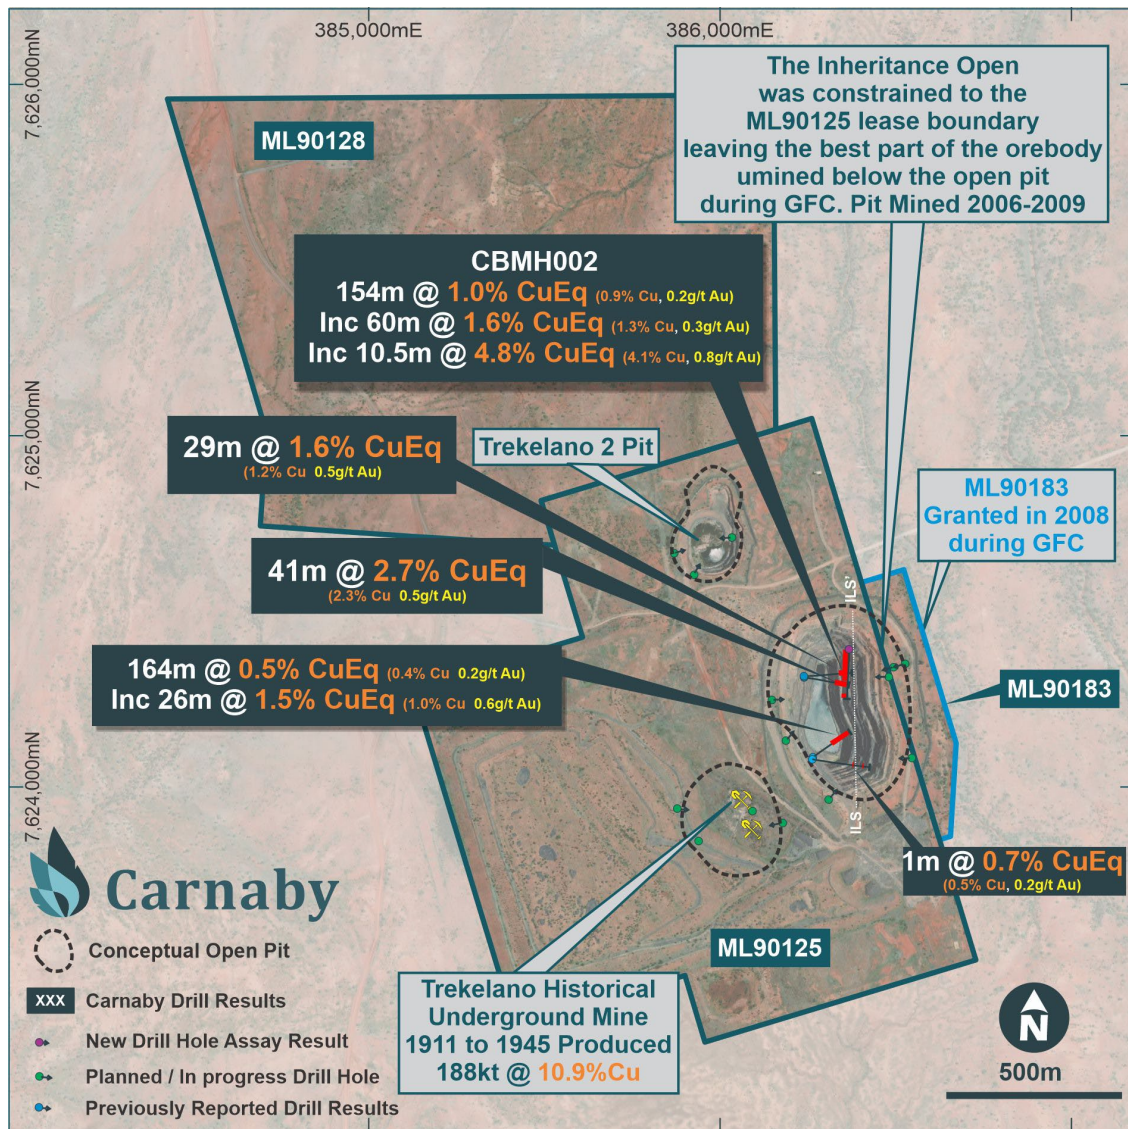 385,000mE
386,000mE
7,626,000mN
7,625,000mN
7,624,000mN
The Inheritance Open
was constrained to the
ML90125 lease boundary
leaving the best part of the orebody
umined below the open pit
during GFC. Pit Mined 2006-2009
ML90128
CBMH002
154m @ 1.0% CuEq (0.9% Cu, 0.2g/t Au)
Inc 60m @ 1.6% CuEq (1.3% Cu, 0.3g/t Au)
Inc 10.5m @ 4.8% CuEq (4.1% Cu, 0.8g/t Au)
29m @ 1.6% CuEq
(1.2% Cu 0.5g/t Au)
Trekelano 2 Pit
ML90183
Granted in 2008
during GFC
41m @ 2.7% CuEq
(2.3% Cu 0.5g/t Au)
ILS'
164m @ 0.5% CuEq (0.4% Cu 0.2g/t Au)
Inc 26m @ 1.5% CuEq (1.0% Cu 0.6g/t Au)
ML90183
ILS
1m @ 0.7% CuEq
(0.5% Cu, 0.2g/t Au)
ML90125
Trekelano Historical
Underground Mine
1911 to 1945 Produced
188kt @ 10.9%Cu
Carnaby
Conceptual Open Pit
XXX Carnaby Drill Results
New Drill Hole Assay Result
Planned / In progress Drill Hole
Previously Reported Drill Results
N
500m